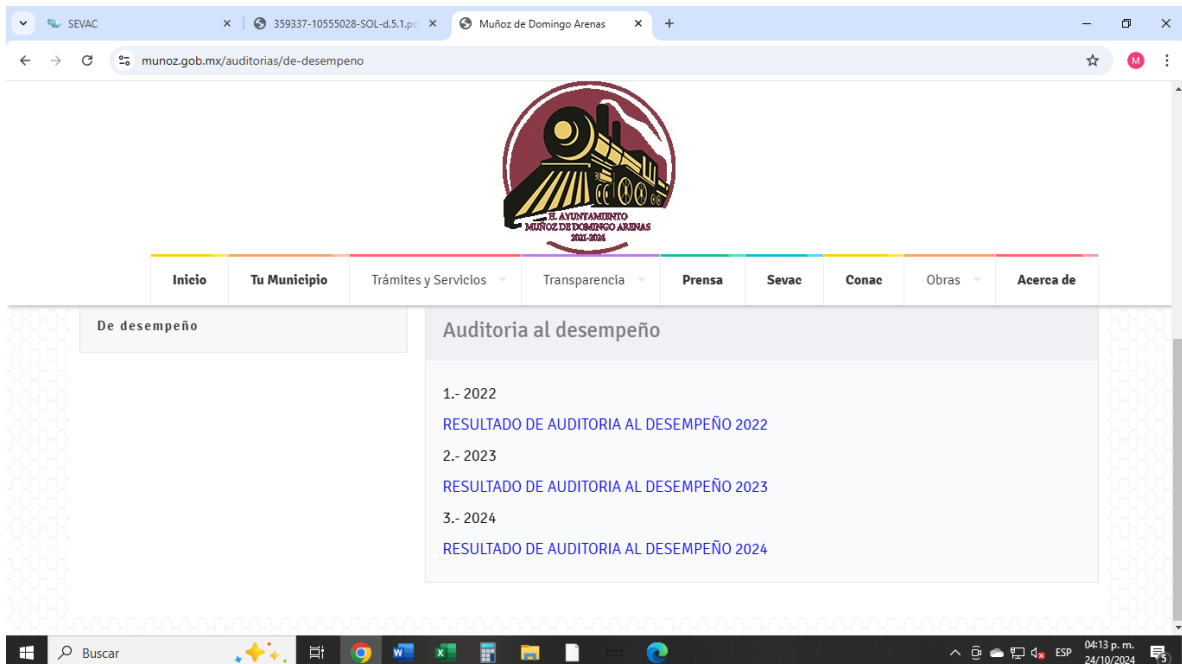 SEVAC
359337-10555028-SOL-d.5.1.pd
Muñoz de Domingo Arenas
munoz.gob.mx/auditorias/de-desempeno
M
H. AYUNTAMIENTO
MUÑOZ DE DOMINGO ARENAS
2021-2024
Inicio Tu Municipio Trámites y Servicios Transparencia Prensa Sevac Conac Obras Acerca de
De desempeño
Auditoria al desempeño
1.- 2022
RESULTADO DE AUDITORIA AL DESEMPEÑO 2022
2.- 2023
RESULTADO DE AUDITORIA AL DESEMPEÑO 2023
3.- 2024
RESULTADO DE AUDITORIA AL DESEMPEÑO 2024
Buscar
ESP
04:13 p. m.
24/10/2024
5